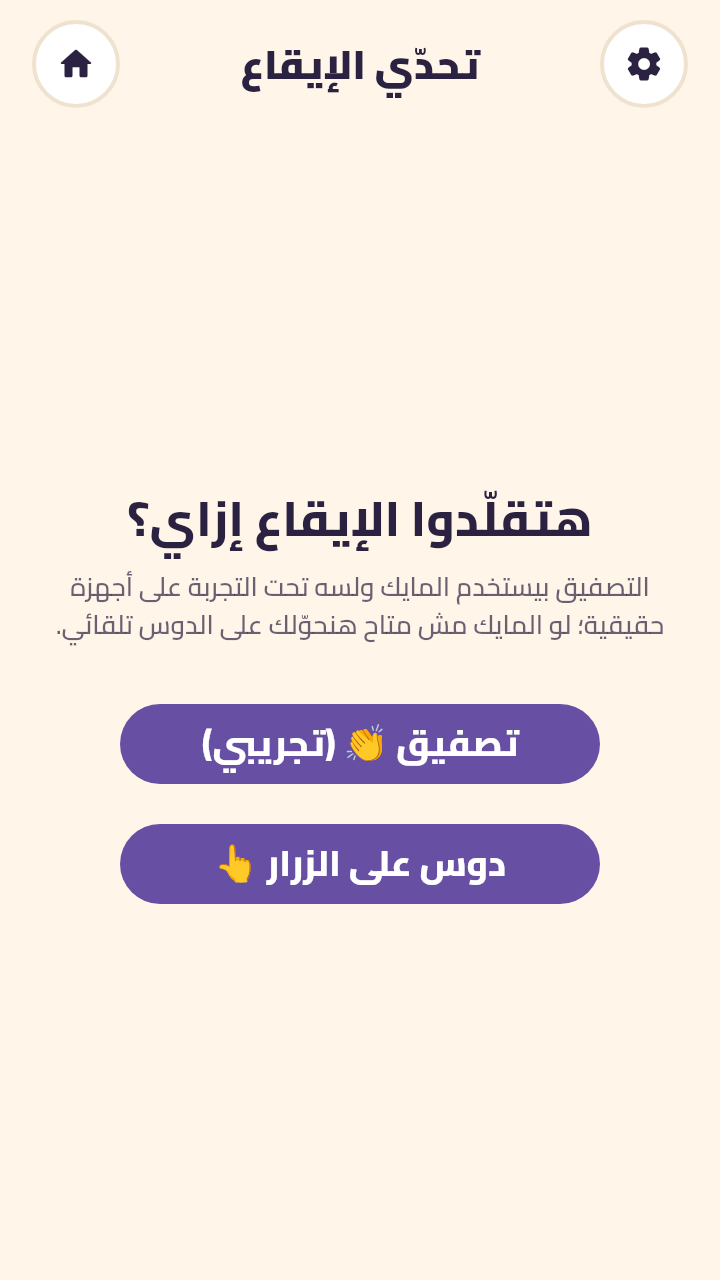 تحدّي الإيقاع
هتقلّدوا الإيقاع إزاي؟
التصفيق بيستخدم المايك ولسه تحت التجربة على أجهزة
حقيقية؛ لو المايك مش متاح هنحوّلك على الدوس تلقائي.
تصفيق 👏 (تجريبي)
دوس على الزرار 👆